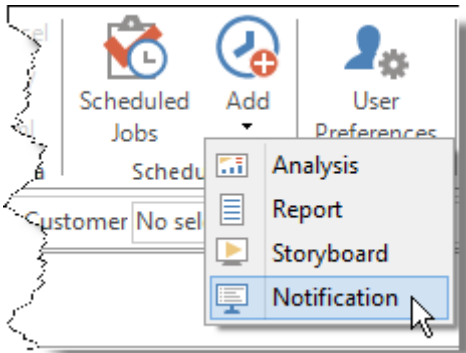 Scheduled Add User
Jobs Preferences
Schedu
Customer No sel
Analysis
Report
Storyboard
Notification